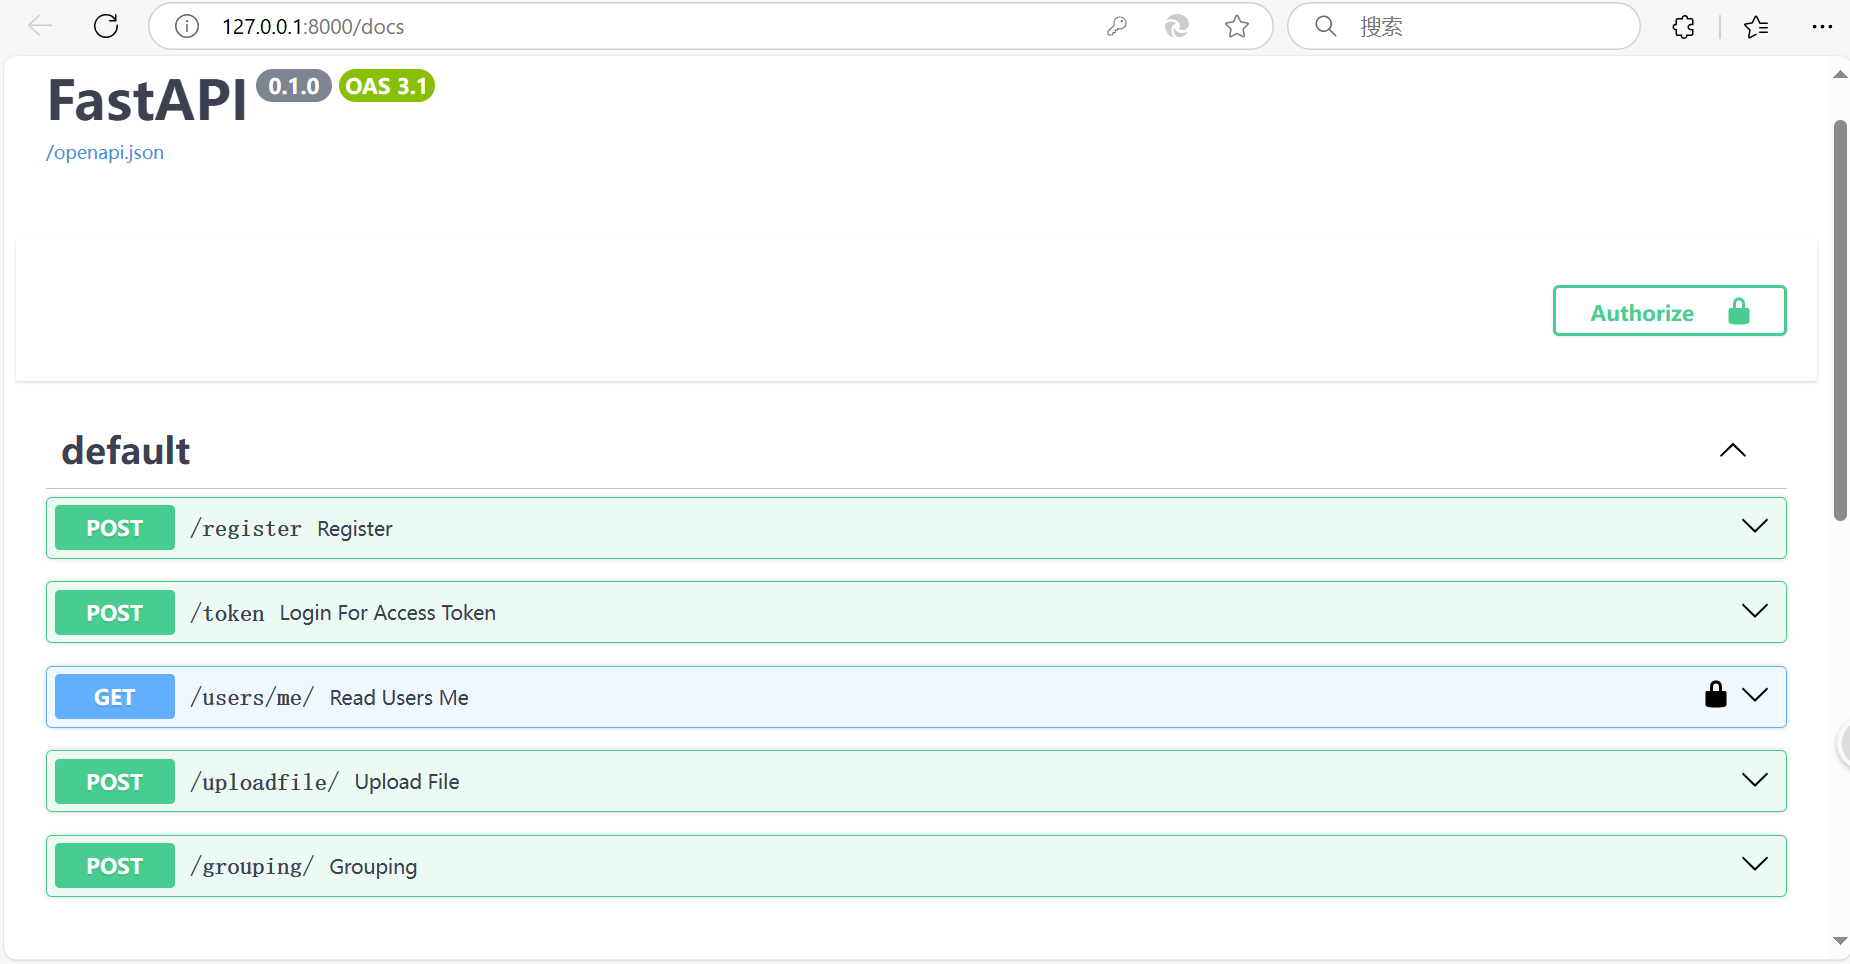 127.0.0.1:8000/docs 搜索
FastAPI 0.1.0 OAS 3.1
/openapi.json
Authorize
default
POST /register Register
POST /token Login For Access Token
GET /users/me/ Read Users Me
POST /uploadfile/ Upload File
POST /grouping/ Grouping